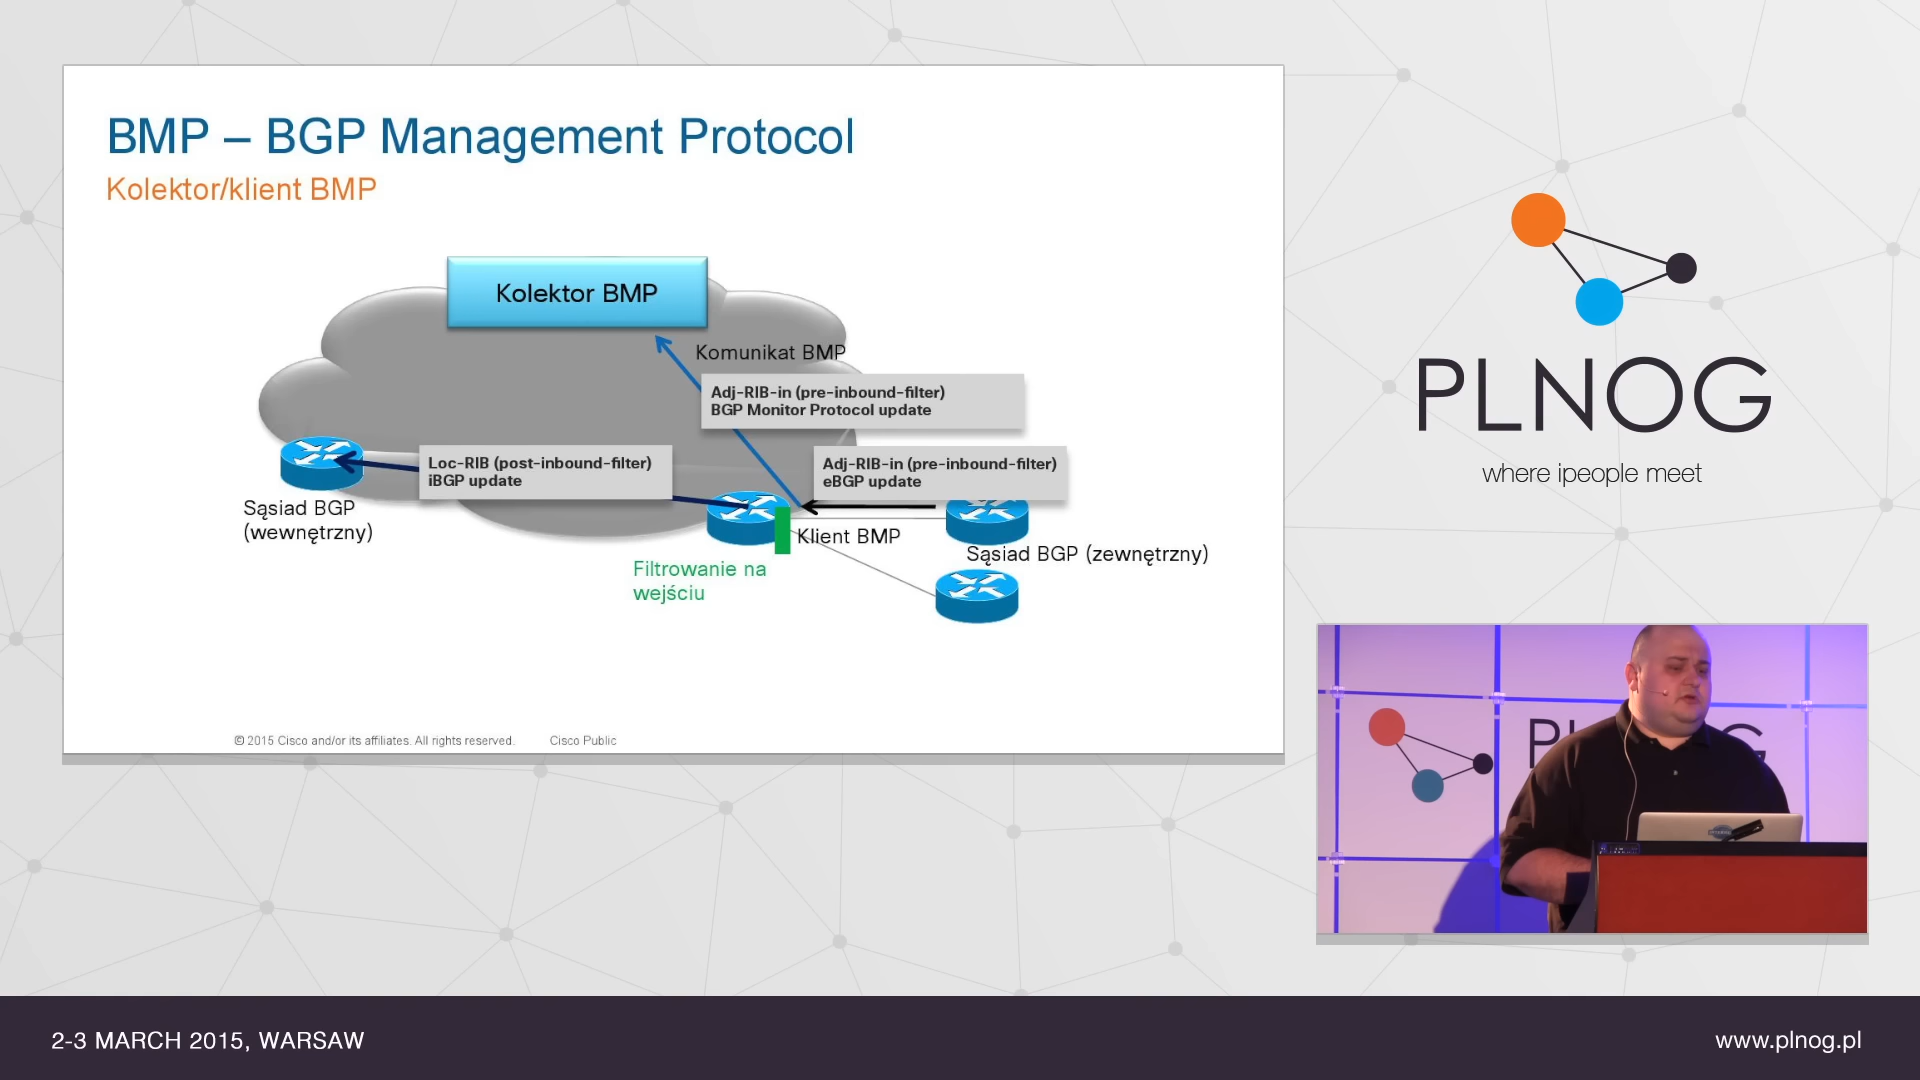 BMP – BGP Management Protocol
Kolektor/klient BMP
Kolektor BMP
Komunikat BMP
Adj-RIB-in (pre-inbound-filter)
BGP Monitor Protocol update
Loc-RIB (post-inbound-filter)
iBGP update
Adj-RIB-in (pre-inbound-filter)
eBGP update
Sąsiad BGP
(wewnętrzny)
Klient BMP
Sąsiad BGP (zewnętrzny)
Filtrowanie na
wejściu
© 2015 Cisco and/or its affiliates. All rights reserved. Cisco Public
PLNOG
where ipeople meet
2-3 MARCH 2015, WARSAW
www.plnog.pl